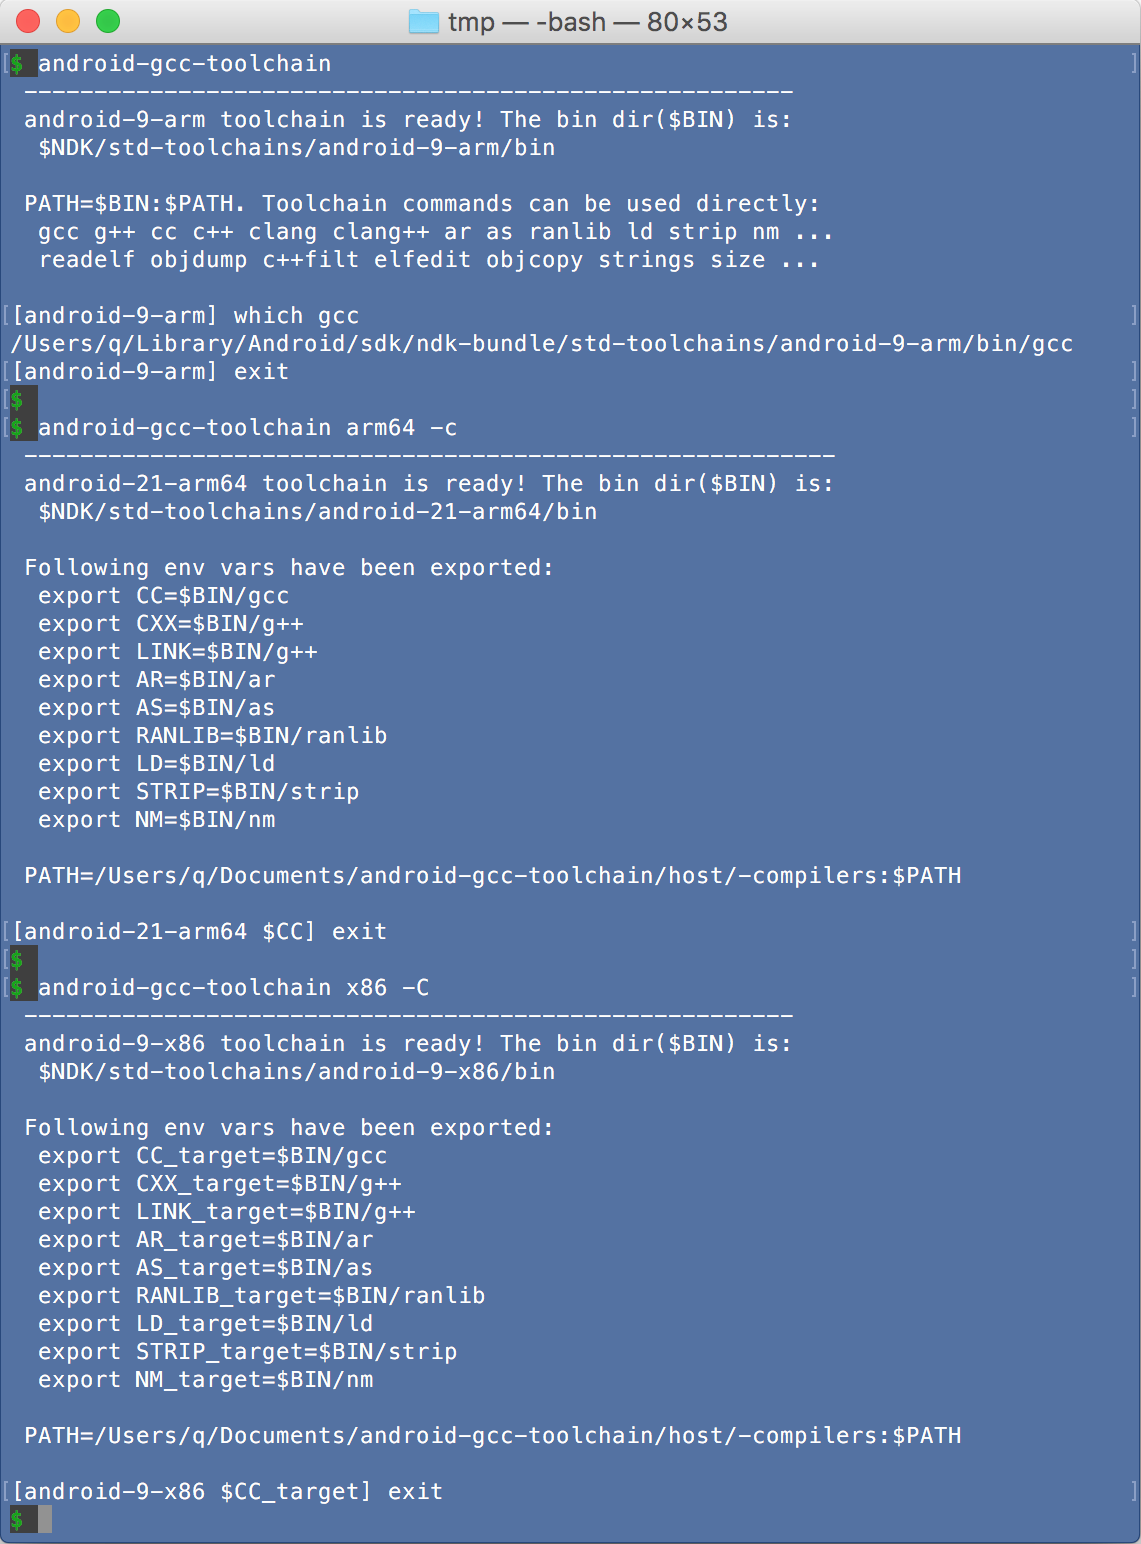 tmp — -bash — 80×53
$ android-gcc-toolchain
-------------------------------------------------------
android-9-arm toolchain is ready! The bin dir($BIN) is:
$NDK/std-toolchains/android-9-arm/bin
PATH=$BIN:$PATH. Toolchain commands can be used directly:
gcc g++ cc c++ clang clang++ ar as ranlib ld strip nm ...
readelf objdump c++filt elfedit objcopy strings size ...
[android-9-arm] which gcc
/Users/q/Library/Android/sdk/ndk-bundle/std-toolchains/android-9-arm/bin/gcc
[android-9-arm] exit
$
$ android-gcc-toolchain arm64 -c
----------------------------------------------------------
android-21-arm64 toolchain is ready! The bin dir($BIN) is:
$NDK/std-toolchains/android-21-arm64/bin
Following env vars have been exported:
export CC=$BIN/gcc
export CXX=$BIN/g++
export LINK=$BIN/g++
export AR=$BIN/ar
export AS=$BIN/as
export RANLIB=$BIN/ranlib
export LD=$BIN/ld
export STRIP=$BIN/strip
export NM=$BIN/nm
PATH=/Users/q/Documents/android-gcc-toolchain/host/-compilers:$PATH
[android-21-arm64 $CC] exit
$
$ android-gcc-toolchain x86 -C
-------------------------------------------------------
android-9-x86 toolchain is ready! The bin dir($BIN) is:
$NDK/std-toolchains/android-9-x86/bin
Following env vars have been exported:
export CC_target=$BIN/gcc
export CXX_target=$BIN/g++
export LINK_target=$BIN/g++
export AR_target=$BIN/ar
export AS_target=$BIN/as
export RANLIB_target=$BIN/ranlib
export LD_target=$BIN/ld
export STRIP_target=$BIN/strip
export NM_target=$BIN/nm
PATH=/Users/q/Documents/android-gcc-toolchain/host/-compilers:$PATH
[android-9-x86 $CC_target] exit
$